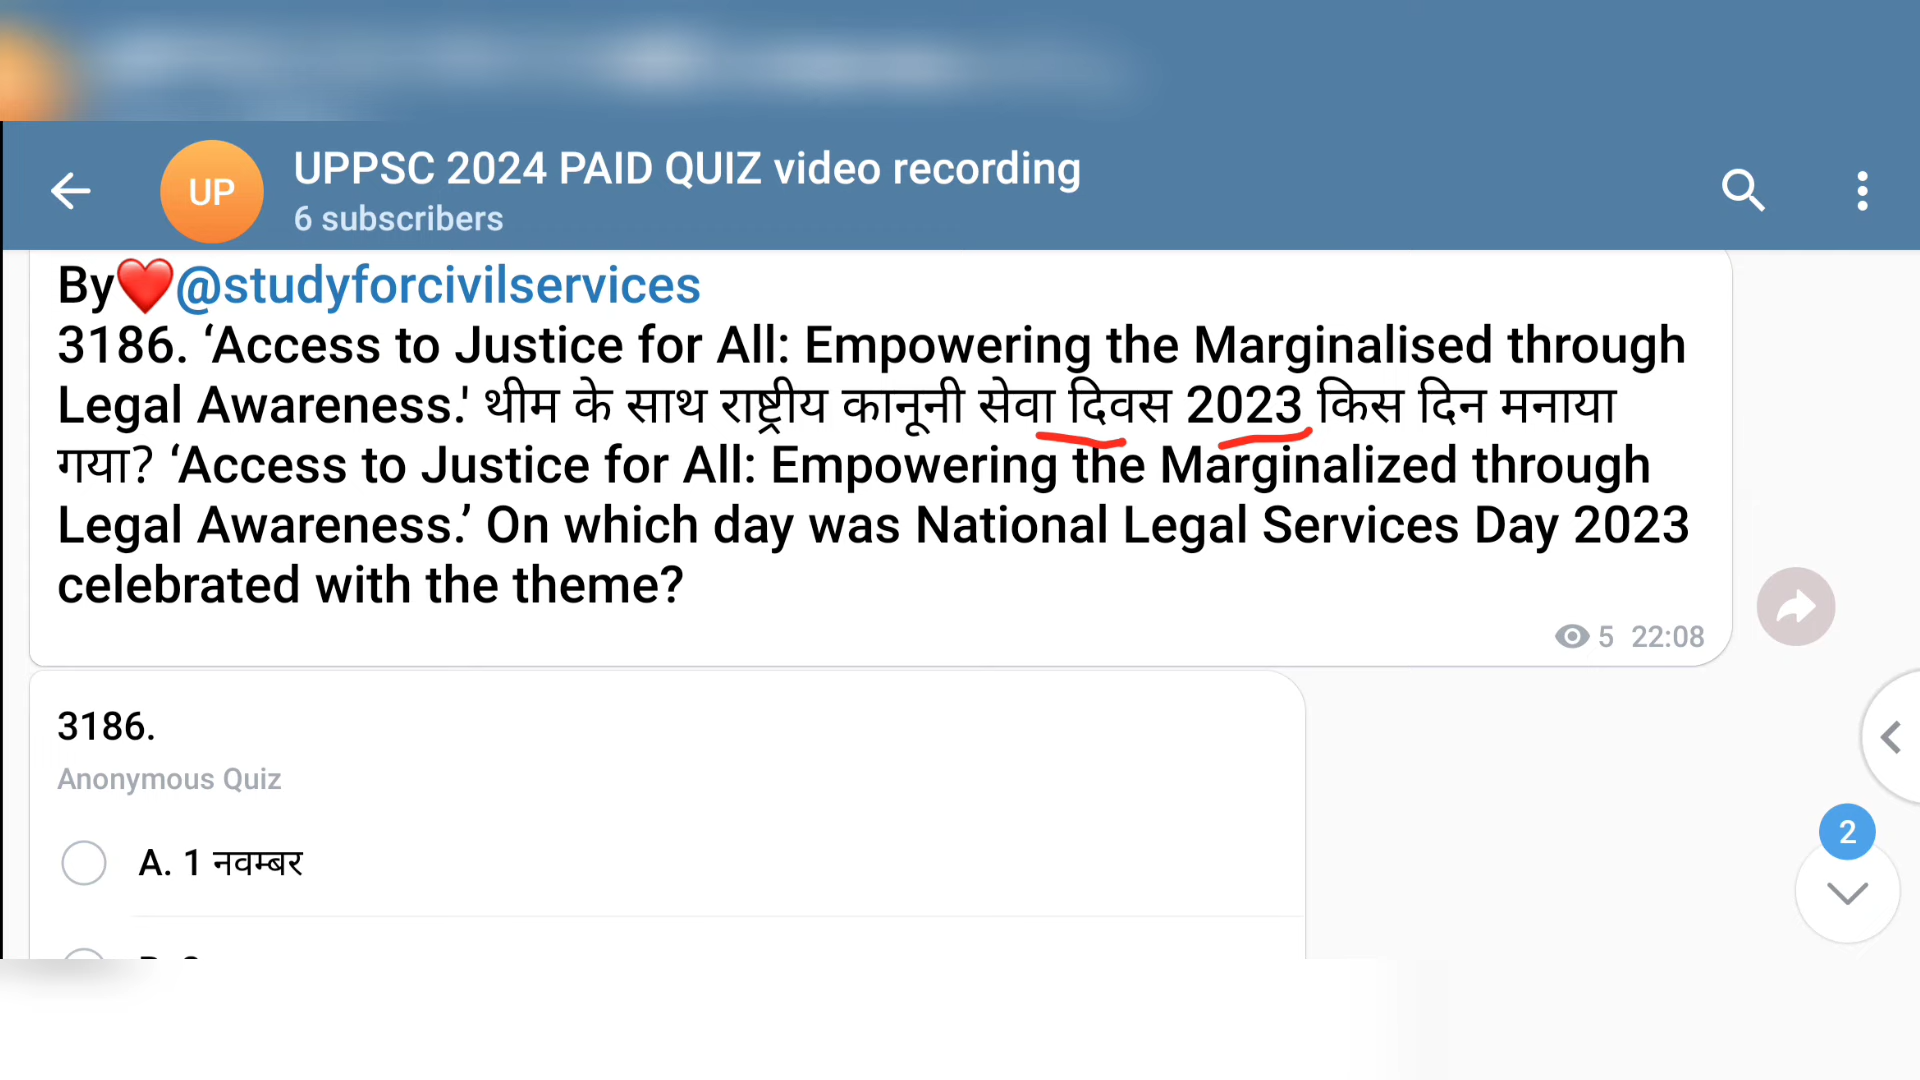 UP
UPPSC 2024 PAID QUIZ video recording
6 subscribers
By❤️@studyforcivilservices
3186. ‘Access to Justice for All: Empowering the Marginalised through
Legal Awareness.' थीम के साथ राष्ट्रीय कानूनी सेवा दिवस 2023 किस दिन मनाया
गया? ‘Access to Justice for All: Empowering the Marginalized through
Legal Awareness.’ On which day was National Legal Services Day 2023
celebrated with the theme?
5 22:08
3186.
Anonymous Quiz
A. 1 नवम्बर
2